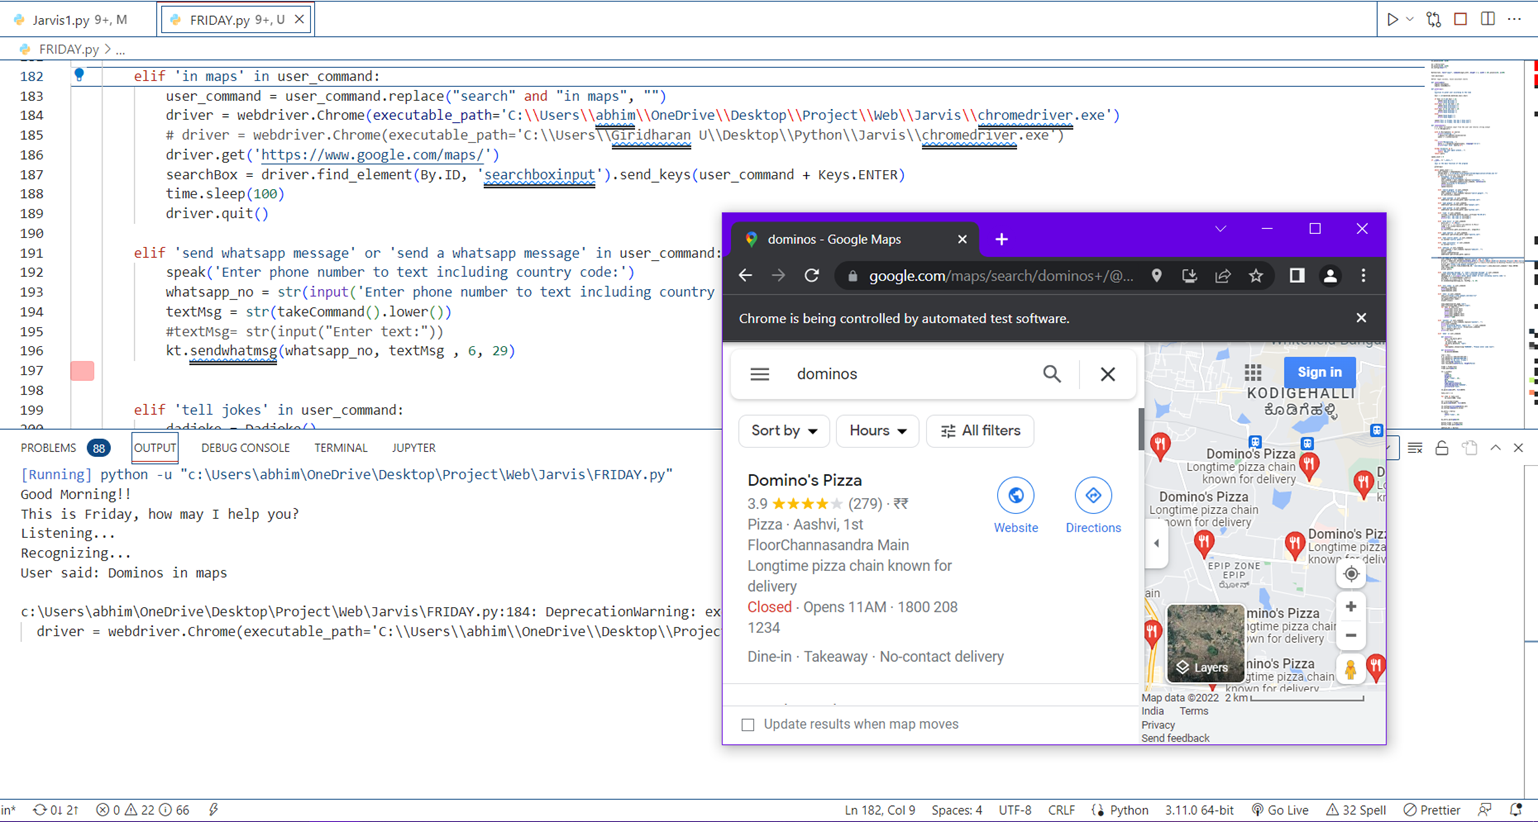 Jarvis1.py 9+, M
FRIDAY.py 9+, U
FRIDAY.py > ...
182 elif 'in maps' in user_command:
183 user_command = user_command.replace("search" and "in maps", "")
184 driver = webdriver.Chrome(executable_path='C:\\Users\\abhim\\OneDrive\\Desktop\\Project\\Web\\Jarvis\\chromedriver.exe')
185 # driver = webdriver.Chrome(executable_path='C:\\Users\\Giridharan U\\Desktop\\Python\\Jarvis\\chromedriver.exe')
186 driver.get('https://www.google.com/maps/')
187 searchBox = driver.find_element(By.ID, 'searchboxinput').send_keys(user_command + Keys.ENTER)
188 time.sleep(100)
189 driver.quit()
190
191 elif 'send whatsapp message' or 'send a whatsapp message' in user_command:
192 speak('Enter phone number to text including country code:')
193 whatsapp_no = str(input('Enter phone number to text including country
194 textMsg = str(takeCommand().lower())
195 #textMsg= str(input("Enter text:"))
196 kt.sendwhatmsg(whatsapp_no, textMsg , 6, 29)
197
198
199 elif 'tell jokes' in user_command:
PROBLEMS 88 OUTPUT DEBUG CONSOLE TERMINAL JUPYTER
[Running] python -u "c:\Users\abhim\OneDrive\Desktop\Project\Web\Jarvis\FRIDAY.py"
Good Morning!!
This is Friday, how may I help you?
Listening...
Recognizing...
User said: Dominos in maps
c:\Users\abhim\OneDrive\Desktop\Project\Web\Jarvis\FRIDAY.py:184: DeprecationWarning: ex
driver = webdriver.Chrome(executable_path='C:\\Users\\abhim\\OneDrive\\Desktop\\Projec
dominos - Google Maps
google.com/maps/search/dominos+/@...
Chrome is being controlled by automated test software.
dominos
Sort by
Hours
All filters
Domino's Pizza
3.9 (279) · ₹₹
Pizza · Aashvi, 1st
FloorChannasandra Main
Longtime pizza chain known for
delivery
Closed · Opens 11AM · 1800 208
1234
Dine-in · Takeaway · No-contact delivery
Website
Directions
Update results when map moves
Sign in
KODIGEHALLI
ಕೊಡಿಗೆಹಳ್ಳಿ
Domino's Pizza
Longtime pizza chain
known for delivery
Domino's Pizza
Longtime pizza chain
known for delivery
Domino's Piz
Longtime pizza
known for deli
EPIP ZONE
EPIP
ಝೋನ್
ino's Pizza
ngtime pizza chain
own for delivery
mino's Pizza
Longtime pizza chain
known for delivery
Layers
Map data ©2022 2 km
India Terms
Privacy
Send feedback
in* 0↓ 2↑ 0 22 66
Ln 182, Col 9 Spaces: 4 UTF-8 CRLF Python 3.11.0 64-bit Go Live 32 Spell Prettier